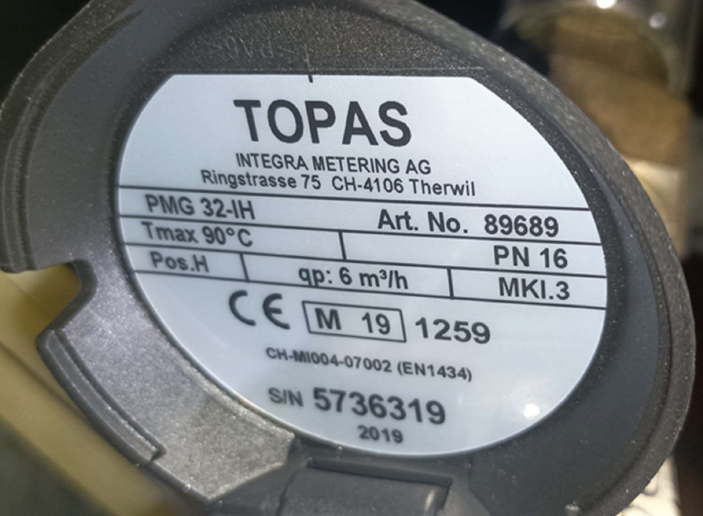 TOPAS
INTEGRA METERING AG
Ringstrasse 75 CH-4106 Therwil
PMG 32-IH Art. No. 89689
Tmax 90°C PN 16
Pos.H qp: 6 m³/h MKl.3
CE M 19 1259
CH-MI004-07002 (EN1434)
S/N 5736319
2019